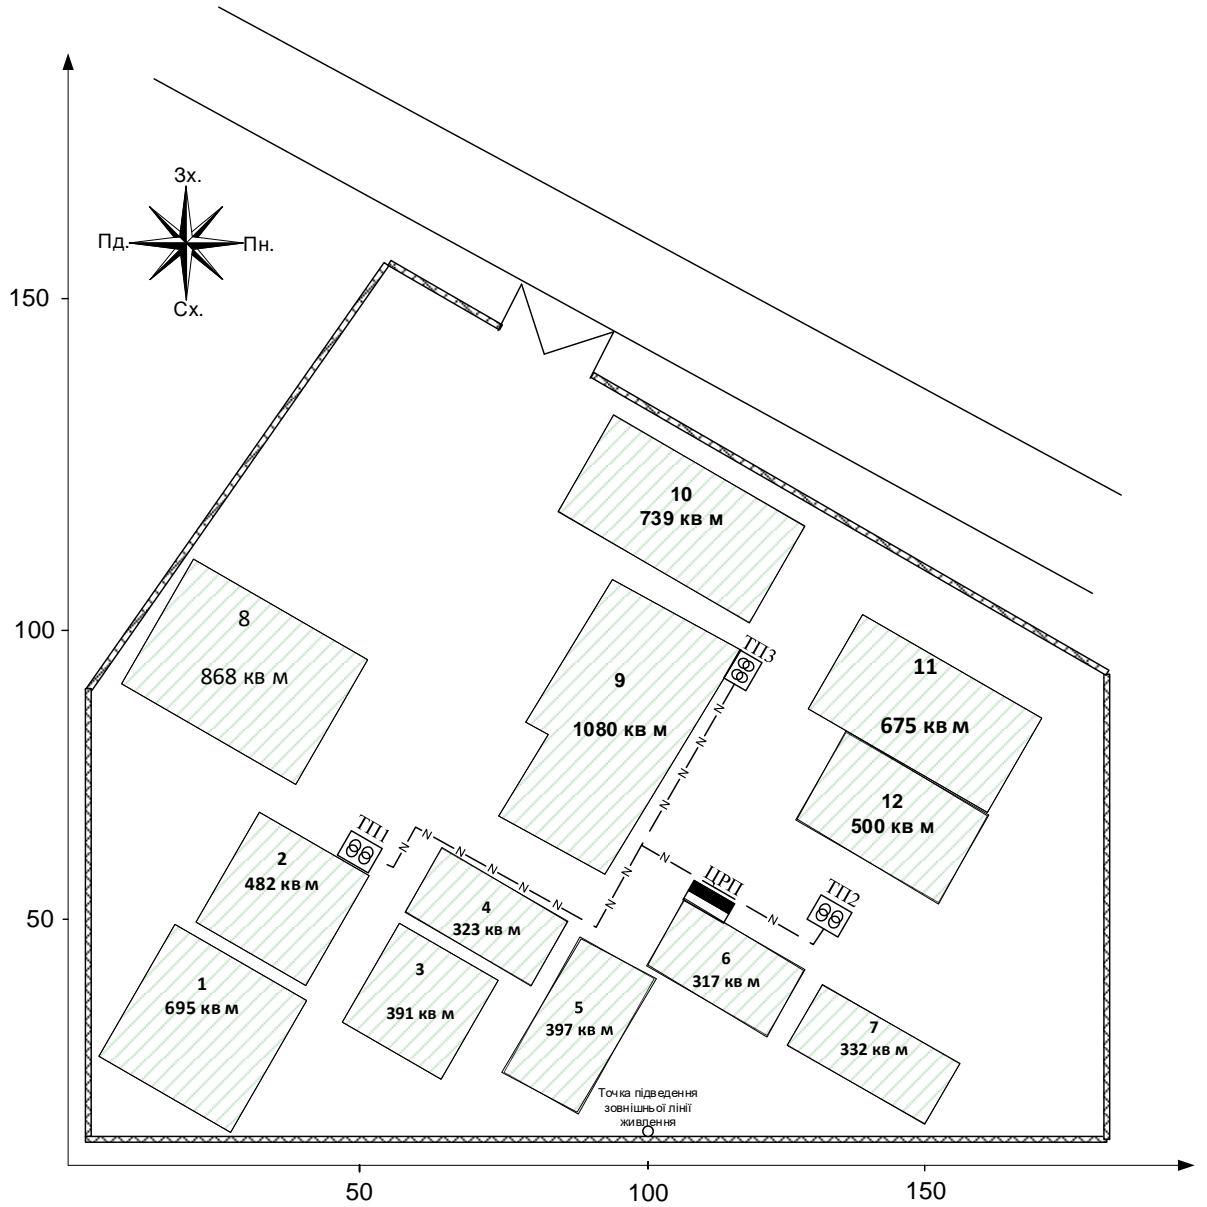 Зх.
Пд.
Пн.
Сх.
150
10
739 кв м
8
868 кв м
100
ТП3
9
1080 кв м
11
675 кв м
12
500 кв м
ТП1
2
482 кв м
N
N
N
N
N
N
N
N
N
N
N
N
N
ЦРП
ТП2
4
323 кв м
50
6
317 кв м
3
391 кв м
1
695 кв м
5
397 кв м
7
332 кв м
Точка підведення
зовнішньої лінії
живлення
50
100
150